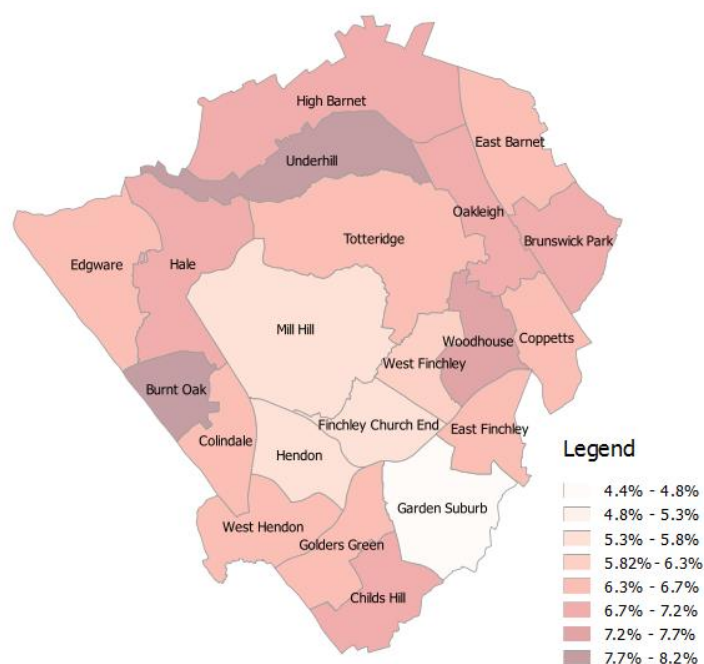 High Barnet
East Barnet
Underhill
Oakleigh
Brunswick Park
Totteridge
Edgware
Hale
Mill Hill
Woodhouse
Coppetts
West Finchley
Burnt Oak
Finchley Church End
East Finchley
Colindale
Hendon
Garden Suburb
West Hendon
Golders Green
Childs Hill
Legend
4.4% - 4.8%
4.8% - 5.3%
5.3% - 5.8%
5.82% - 6.3%
6.3% - 6.7%
6.7% - 7.2%
7.2% - 7.7%
7.7% - 8.2%